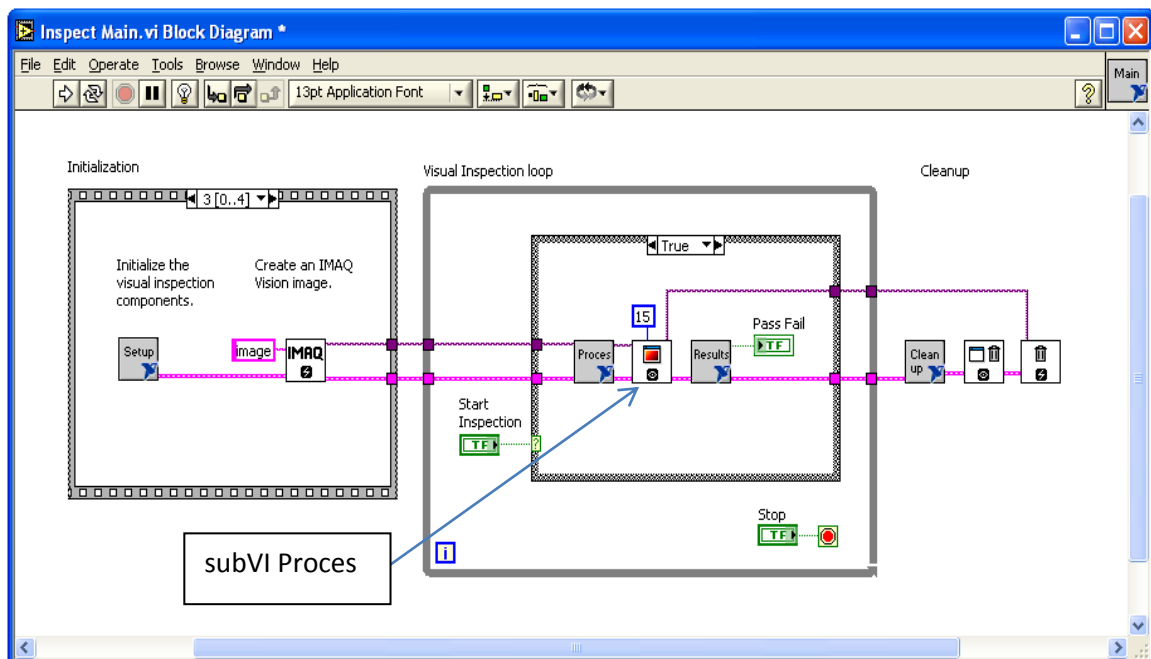 Inspect Main.vi Block Diagram *
File Edit Operate Tools Browse Window Help
13pt Application Font
?
Main
Initialization
Visual Inspection loop
Cleanup
3 [0..4]
True
Initialize the
visual inspection
components.
Create an IMAQ
Vision image.
15
Pass Fail
TF
Setup
image
IMAQ
Proces
Results
Clean
up
Start
Inspection
TF
?
Stop
TF
subVI Proces
i